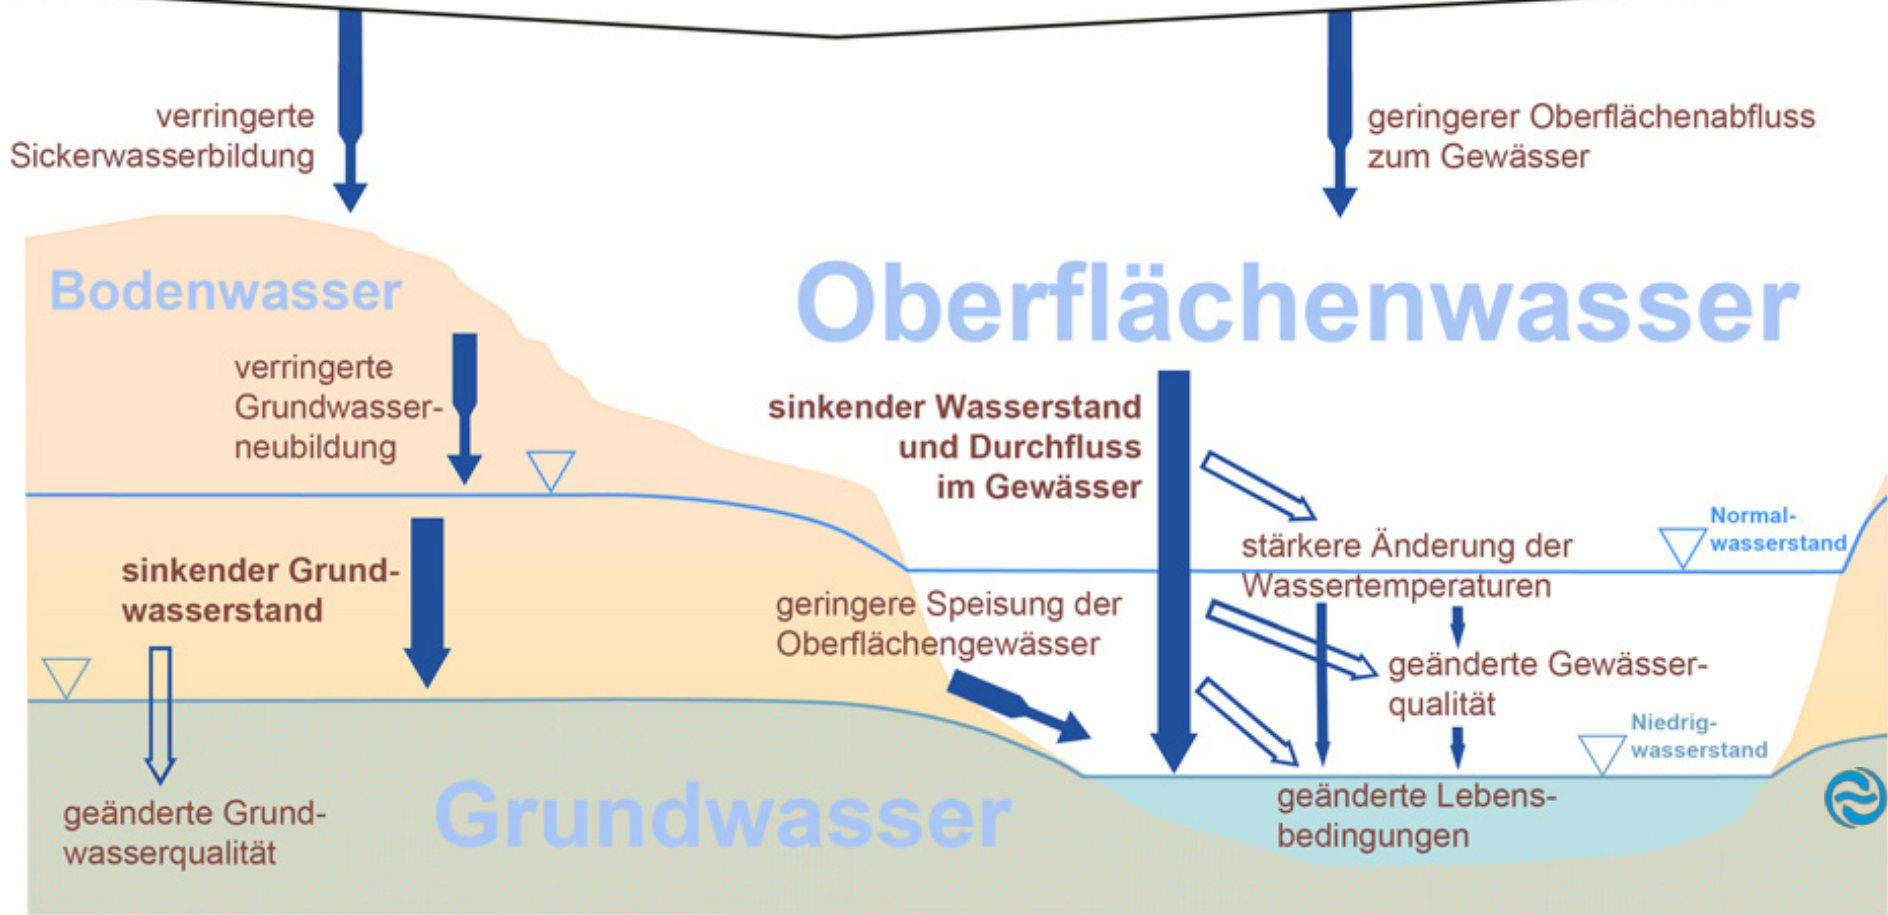 verringerte
Sickerwasserbildung
geringerer Oberflächenabfluss
zum Gewässer
Bodenwasser
Oberflächenwasser
verringerte
Grundwasser-
neubildung
sinkender Wasserstand
und Durchfluss
im Gewässer
Normal-
wasserstand
stärkere Änderung der
Wassertemperaturen
sinkender Grund-
wasserstand
geringere Speisung der
Oberflächengewässer
geänderte Gewässer-
qualität
Niedrig-
wasserstand
geänderte Grund-
wasserqualität
Grundwasser
geänderte Lebens-
bedingungen